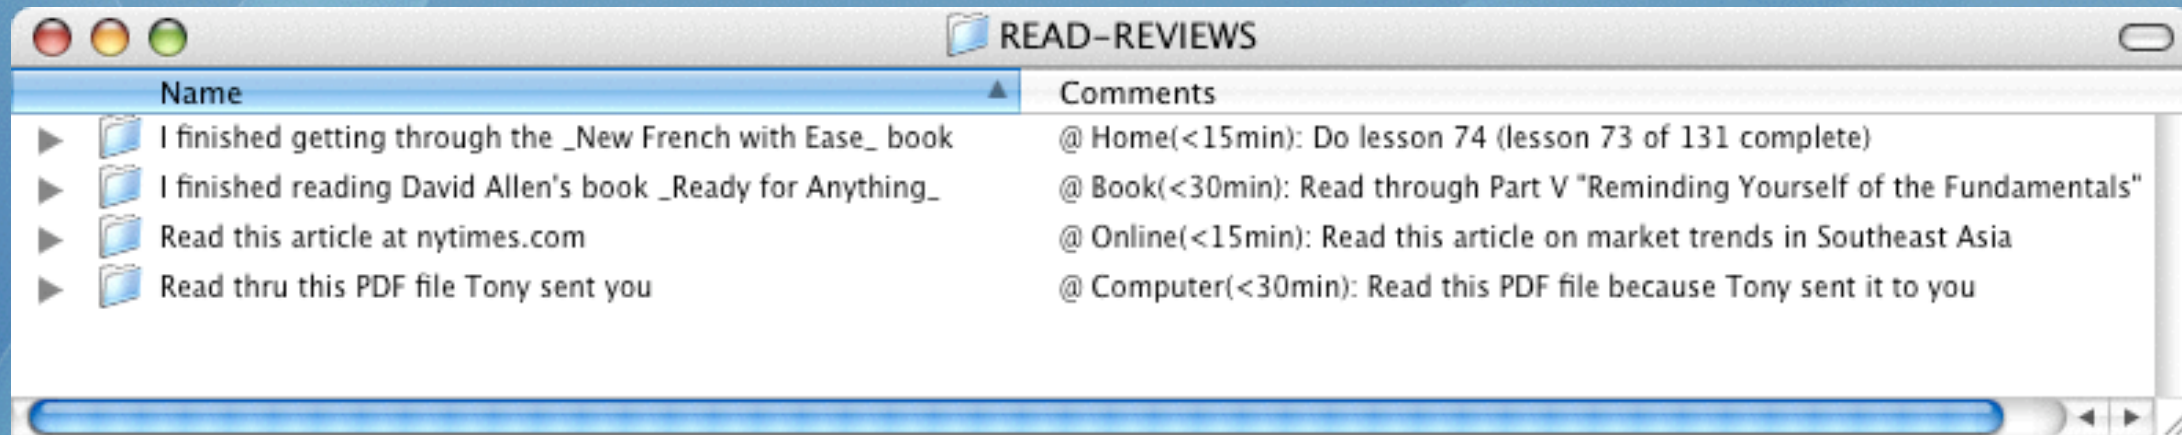 READ-REVIEWS
Name Comments
I finished getting through the _New French with Ease_ book @ Home(<15min): Do lesson 74 (lesson 73 of 131 complete)
I finished reading David Allen's book _Ready for Anything_ @ Book(<30min): Read through Part V "Reminding Yourself of the Fundamentals"
Read this article at nytimes.com @ Online(<15min): Read this article on market trends in Southeast Asia
Read thru this PDF file Tony sent you @ Computer(<30min): Read this PDF file because Tony sent it to you